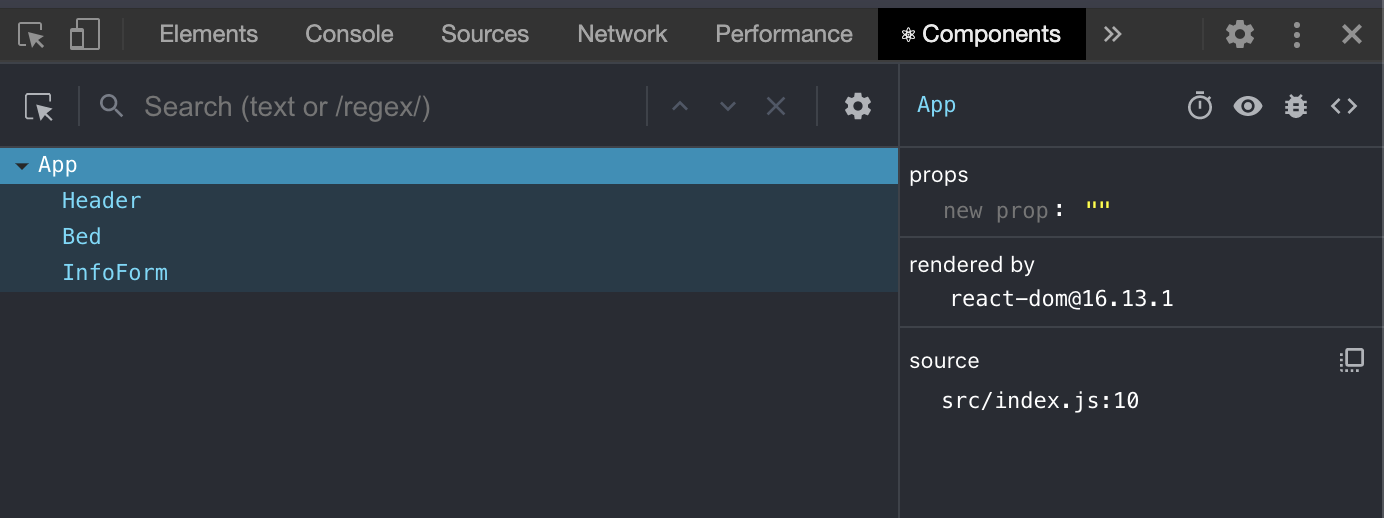 Elements Console Sources Network Performance ⚛ Components »
Search (text or /regex/)
App
App
Header
Bed
InfoForm
props
new prop: ""
rendered by
react-dom@16.13.1
source
src/index.js:10